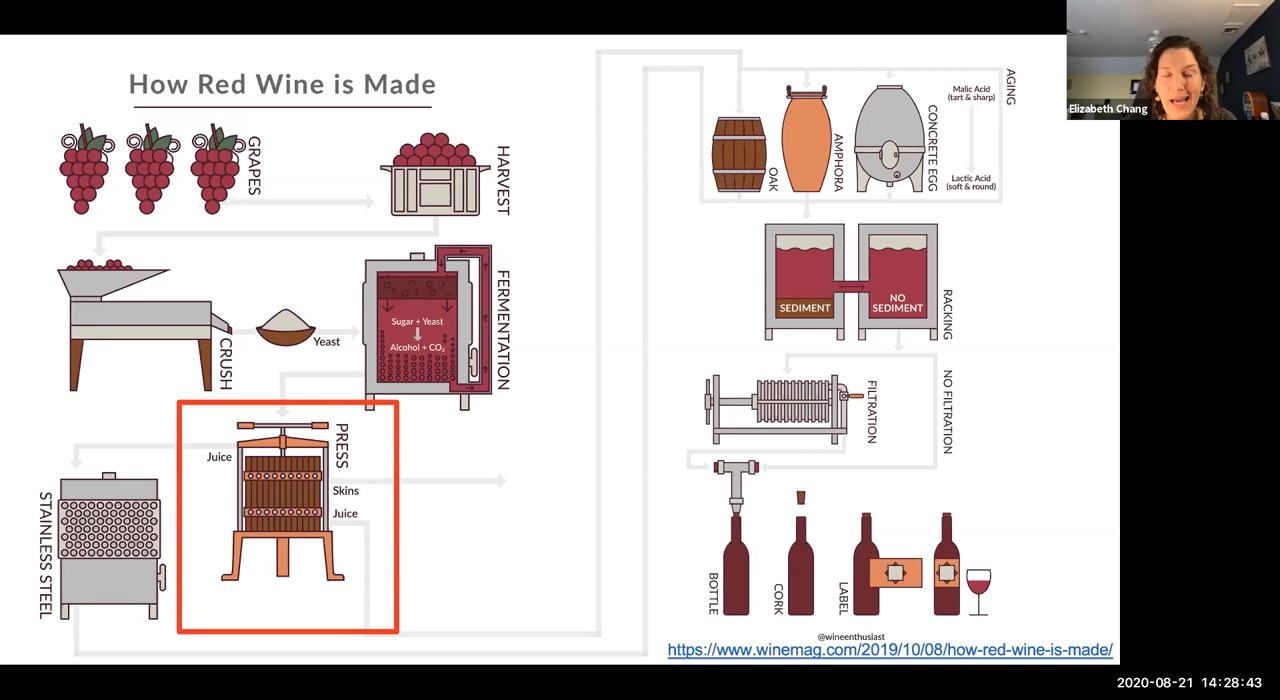 How Red Wine is Made
GRAPES
HARVEST
CRUSH
Yeast
FERMENTATION
Sugar + Yeast
Alcohol + CO₂
PRESS
Juice
Skins
Juice
STAINLESS STEEL
AGING
OAK
AMPHORA
CONCRETE EGG
Malic Acid
(tart & sharp)
Lactic Acid
(soft & round)
RACKING
SEDIMENT
NO
SEDIMENT
FILTRATION
NO FILTRATION
BOTTLE
CORK
LABEL
@wineenthusiast
https://www.winemag.com/2019/10/08/how-red-wine-is-made/
Elizabeth Chang
2020-08-21 14:28:43